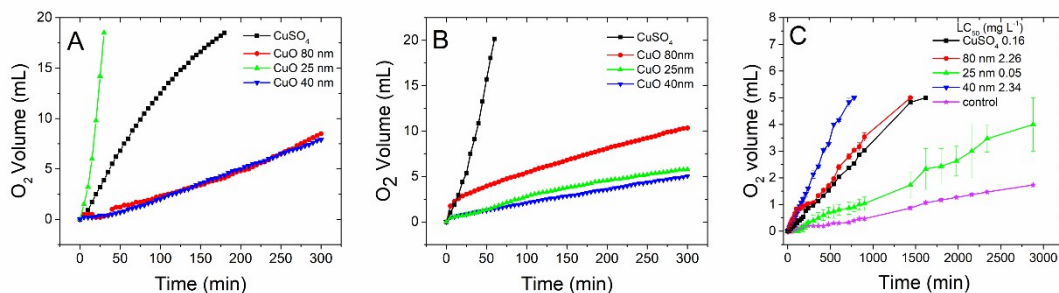 A
CuSO₄
CuO 80 nm
CuO 25 nm
CuO 40 nm
O₂ Volume (mL)
20
15
10
5
0
0 50 100 150 200 250 300
Time (min)
B
CuSO₄
CuO 80nm
CuO 25nm
CuO 40nm
O₂ Volume (mL)
25
20
15
10
5
0
0 50 100 150 200 250 300
Time (min)
C
LC₅₀ (mg L⁻¹)
CuSO₄ 0.16
80 nm 2.26
25 nm 0.05
40 nm 2.34
control
O₂ volume (mL)
8
7
6
5
4
3
2
1
0
0 500 1000 1500 2000 2500 3000
Time (min)